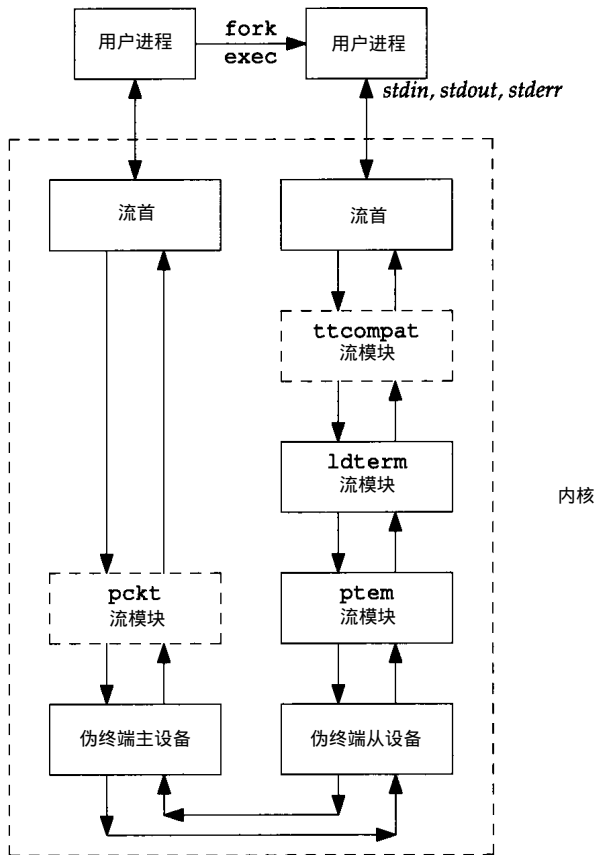 用户进程
fork
exec
用户进程
stdin, stdout, stderr
流首
流首
ttcompat
流模块
ldterm
流模块
内核
pckt
流模块
ptem
流模块
伪终端主设备
伪终端从设备